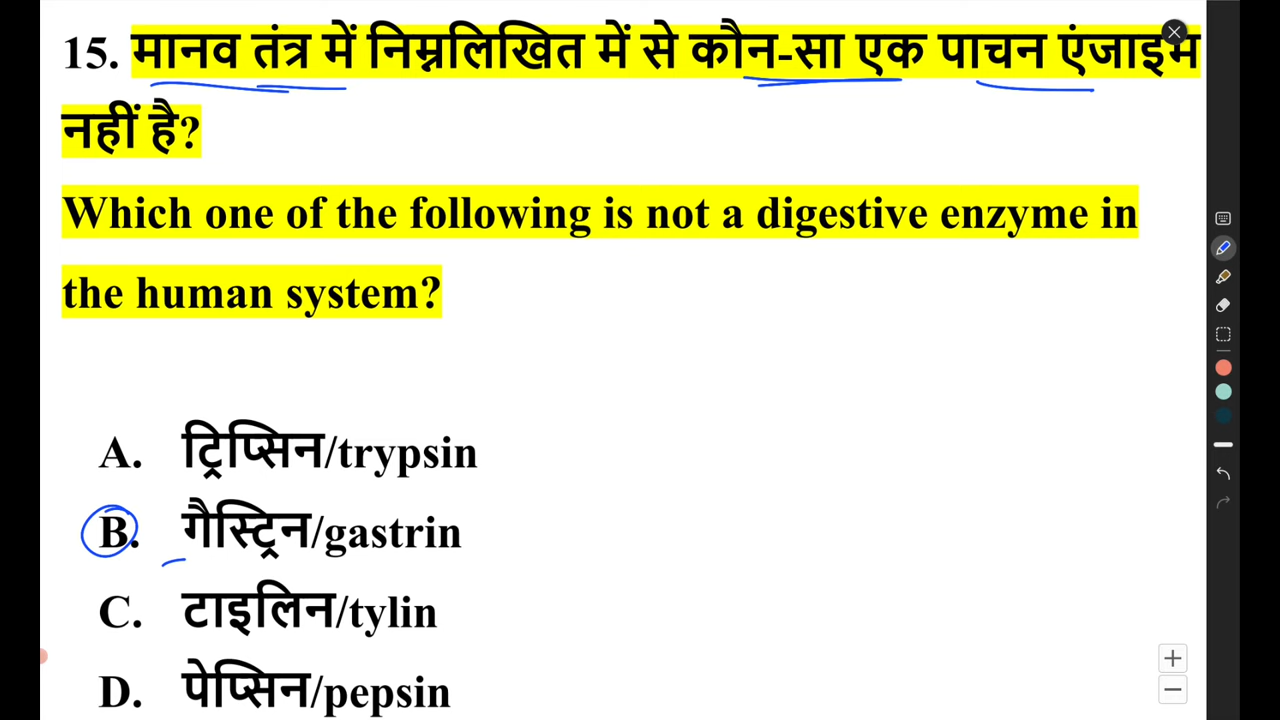 15. मानव तंत्र में निम्नलिखित में से कौन-सा एक पाचन एंजाइम
नहीं है?
Which one of the following is not a digestive enzyme in
the human system?
A. ट्रिप्सिन/trypsin
B. गैस्ट्रिन/gastrin
C. टाइलिन/tylin
D. पेप्सिन/pepsin